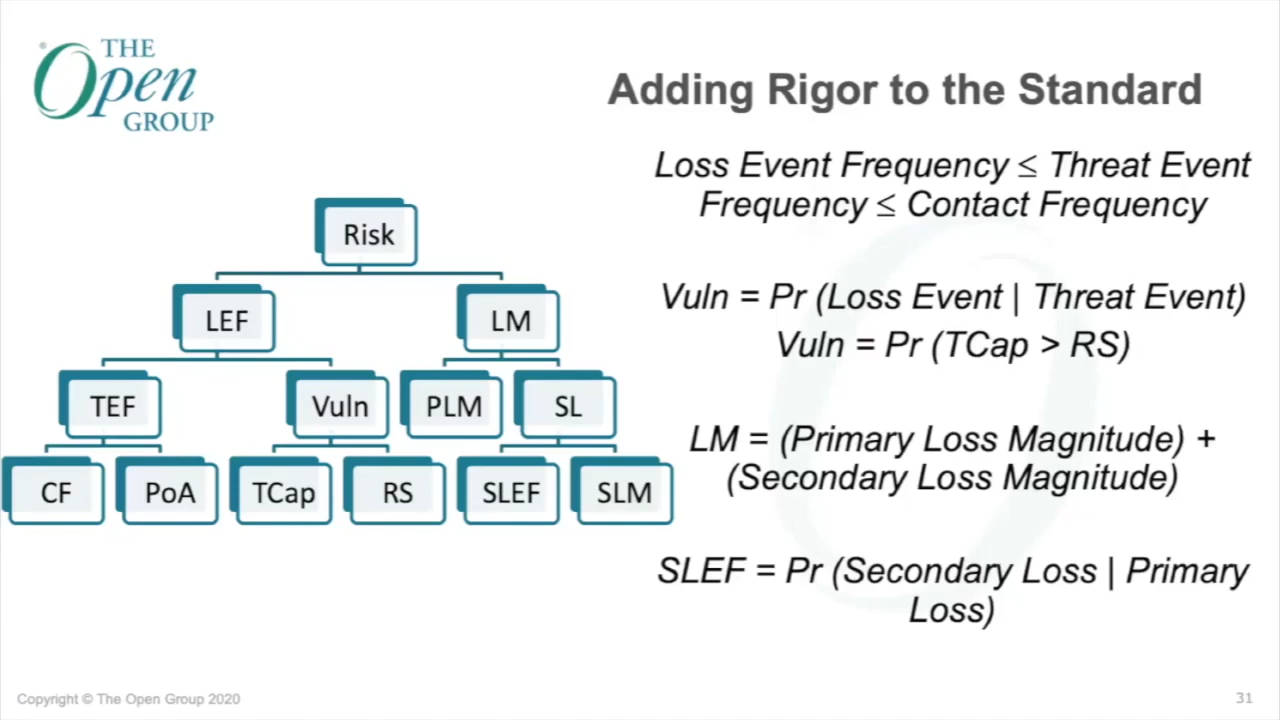 THE
Open
GROUP
Adding Rigor to the Standard
Risk
LEF
LM
TEF
Vuln
PLM
SL
CF
PoA
TCap
RS
SLEF
SLM
Loss Event Frequency ≤ Threat Event
Frequency ≤ Contact Frequency
Vuln = Pr (Loss Event | Threat Event)
Vuln = Pr (TCap > RS)
LM = (Primary Loss Magnitude) +
(Secondary Loss Magnitude)
SLEF = Pr (Secondary Loss | Primary
Loss)
Copyright © The Open Group 2020
31